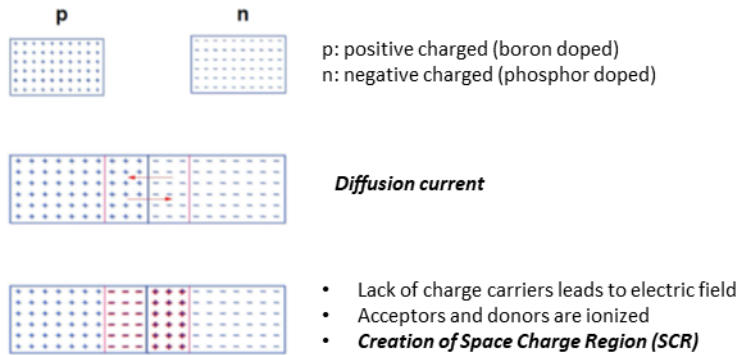 p n
p: positive charged (boron doped)
n: negative charged (phosphor doped)
Diffusion current
• Lack of charge carriers leads to electric field
• Acceptors and donors are ionized
• Creation of Space Charge Region (SCR)